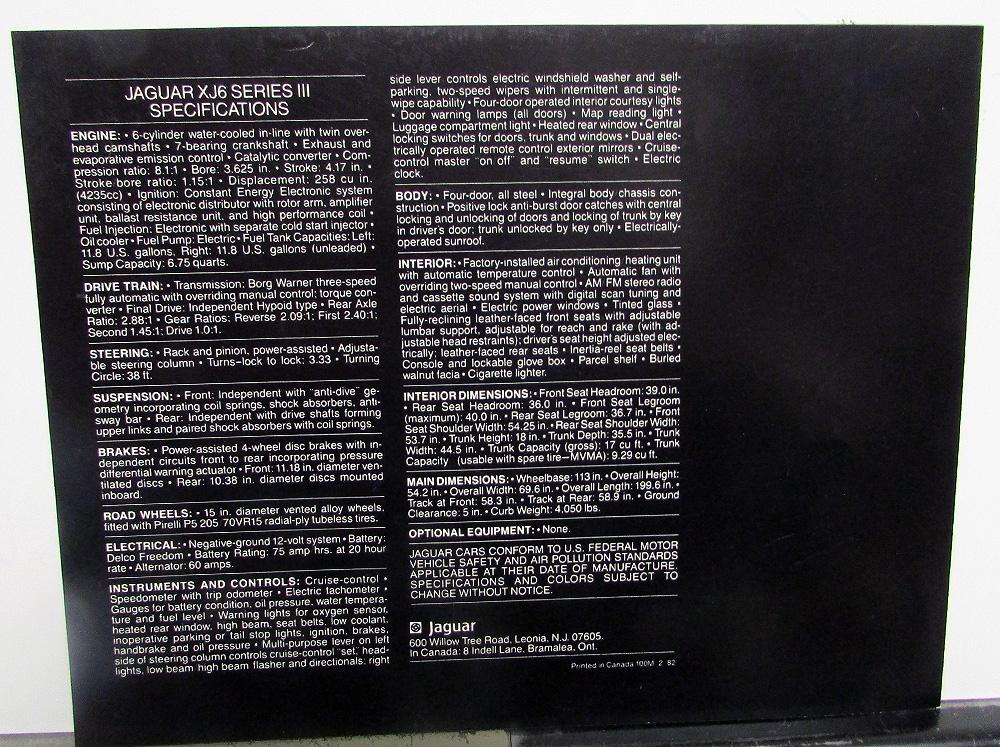 JAGUAR XJ6 SERIES III
SPECIFICATIONS
ENGINE: • 6-cylinder water-cooled in-line with twin over-
head camshafts • 7-bearing crankshaft • Exhaust and
evaporative emission control • Catalytic converter • Com-
pression ratio: 8.1:1 • Bore: 3.625 in. • Stroke: 4.17 in. •
Stroke bore ratio: 1.15:1 • Displacement: 258 cu in.
(4235cc) • Ignition: Constant Energy Electronic system
consisting of electronic distributor with rotor arm, amplifier
unit, ballast resistance unit, and high performance coil •
Fuel Injection: Electronic with separate cold start injector •
Oil cooler • Fuel Pump: Electric • Fuel Tank Capacities: Left:
11.8 U.S. gallons. Right: 11.8 U.S. gallons (unleaded) •
Sump Capacity: 6.75 quarts.
DRIVE TRAIN: • Transmission: Borg Warner three-speed
fully automatic with overriding manual control; torque con-
verter • Final Drive: Independent Hypoid type • Rear Axle
Ratio: 2.88:1 • Gear Ratios: Reverse 2.09:1; First 2.40:1;
Second 1.45:1; Drive 1.0:1.
STEERING: • Rack and pinion, power-assisted • Adjusta-
ble steering column • Turns–lock to lock: 3.33 • Turning
Circle: 38 ft.
SUSPENSION: • Front: Independent with "anti-dive" ge-
ometry incorporating coil springs, shock absorbers, anti-
sway bar • Rear: Independent with drive shafts forming
upper links and paired shock absorbers with coil springs.
BRAKES: • Power-assisted 4-wheel disc brakes with in-
dependent circuits front to rear incorporating pressure
differential warning actuator • Front: 11.18 in. diameter ven-
tilated discs • Rear: 10.38 in. diameter discs mounted
inboard.
ROAD WHEELS: • 15 in. diameter vented alloy wheels,
fitted with Pirelli P5 205/70VR15 radial-ply tubeless tires.
ELECTRICAL: • Negative-ground 12-volt system • Battery:
Delco Freedom • Battery Rating: 75 amp hrs. at 20 hour
rate • Alternator: 60 amps.
INSTRUMENTS AND CONTROLS: Cruise-control •
Speedometer with trip odometer • Electric tachometer •
Gauges for battery condition, oil pressure, water tempera-
ture and fuel level • Warning lights for oxygen sensor,
heated rear window, high beam, seat belts, low coolant,
inoperative parking or tail stop lights, ignition, brakes,
handbrake and oil pressure • Multi-purpose lever on left
side of steering column controls cruise-control "set," head-
lights, low beam high beam flasher and directionals; right
side lever controls electric windshield washer and self-
parking, two-speed wipers with intermittent and single-
wipe capability • Four-door operated interior courtesy lights
• Door warning lamps (all doors) • Map reading light •
Luggage compartment light • Heated rear window • Central
locking switches for doors, trunk and windows • Dual elec-
trically operated remote control exterior mirrors • Cruise-
control master "on off" and "resume" switch • Electric
clock.
BODY: • Four-door, all steel • Integral body chassis con-
struction • Positive lock anti-burst door catches with central
locking and unlocking of doors and locking of trunk by key
in driver's door; trunk unlocked by key only • Electrically-
operated sunroof.
INTERIOR: • Factory-installed air conditioning heating unit
with automatic temperature control • Automatic fan with
overriding two-speed manual control • AM/FM stereo radio
and cassette sound system with digital scan tuning and
electric aerial • Electric power windows • Tinted glass •
Fully-reclining leather-faced front seats with adjustable
lumbar support, adjustable for reach and rake (with ad-
justable head restraints); driver's seat height adjusted elec-
trically; leather-faced rear seats • Inertia-reel seat belts •
Console and lockable glove box • Parcel shelf • Burled
walnut facia • Cigarette lighter.
INTERIOR DIMENSIONS: • Front Seat Headroom: 39.0 in.
• Rear Seat Headroom: 36.0 in. • Front Seat Legroom
(maximum): 40.0 in. • Rear Seat Legroom: 36.7 in. • Front
Seat Shoulder Width: 54.25 in. • Rear Seat Shoulder Width:
53.7 in. • Trunk Height: 18 in. • Trunk Depth: 35.5 in. • Trunk
Width: 44.5 in. • Trunk Capacity (gross): 17 cu ft. • Trunk
Capacity (usable with spare tire—MVMA): 9.29 cu ft.
MAIN DIMENSIONS: • Wheelbase: 113 in. • Overall Height:
54.2 in. • Overall Width: 69.6 in. • Overall Length: 199.6 in. •
Track at Front: 58.3 in. • Track at Rear: 58.9 in. • Ground
Clearance: 5 in. • Curb Weight: 4,050 lbs.
OPTIONAL EQUIPMENT: • None.
JAGUAR CARS CONFORM TO U.S. FEDERAL MOTOR
VEHICLE SAFETY AND AIR POLLUTION STANDARDS
APPLICABLE AT THEIR DATE OF MANUFACTURE.
SPECIFICATIONS AND COLORS SUBJECT TO
CHANGE WITHOUT NOTICE.
Jaguar
600 Willow Tree Road, Leonia, N.J. 07605.
In Canada: 8 Indell Lane, Bramalea, Ont.
Printed in Canada 100M 2 82